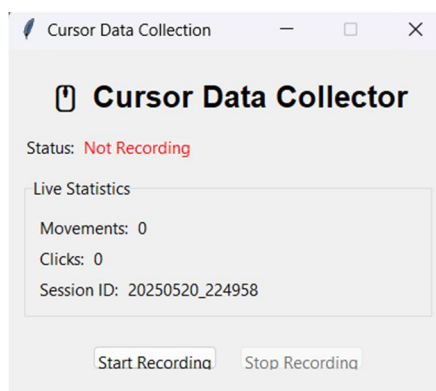 Cursor Data Collection
Cursor Data Collector
Status: Not Recording
Live Statistics
Movements: 0
Clicks: 0
Session ID: 20250520_224958
Start Recording Stop Recording